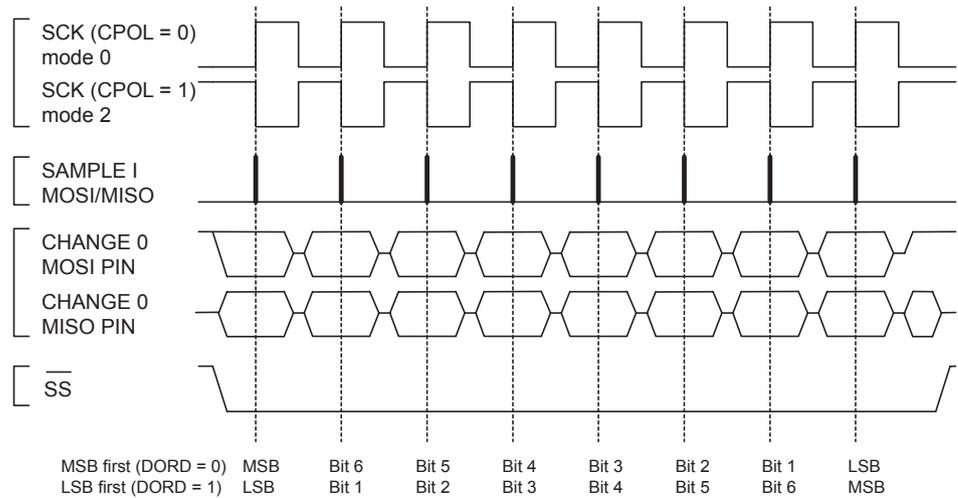 SCK (CPOL = 0)
mode 0
SCK (CPOL = 1)
mode 2
SAMPLE I
MOSI/MISO
CHANGE 0
MOSI PIN
CHANGE 0
MISO PIN
SS
MSB first (DORD = 0) MSB Bit 6 Bit 5 Bit 4 Bit 3 Bit 2 Bit 1 LSB
LSB first (DORD = 1) LSB Bit 1 Bit 2 Bit 3 Bit 4 Bit 5 Bit 6 MSB